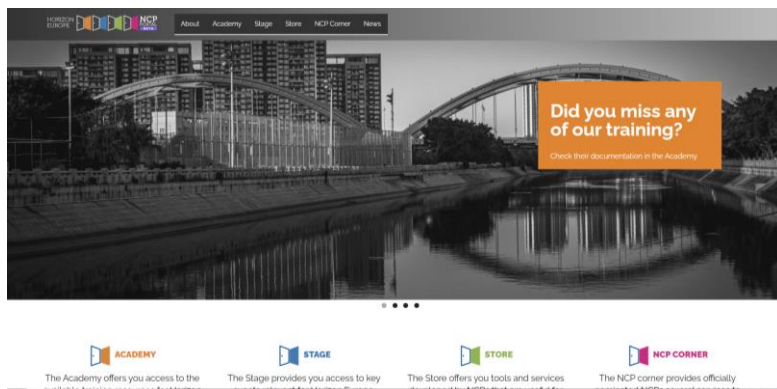 HORIZON
EUROPE
NCP
BETA
About Academy Stage Store NCP Corner News
Did you miss any
of our training?
Check their documentation in the Academy
ACADEMY
The Academy offers you access to the
STAGE
The Stage provides you access to key
STORE
The Store offers you tools and services
NCP CORNER
The NCP corner provides officially